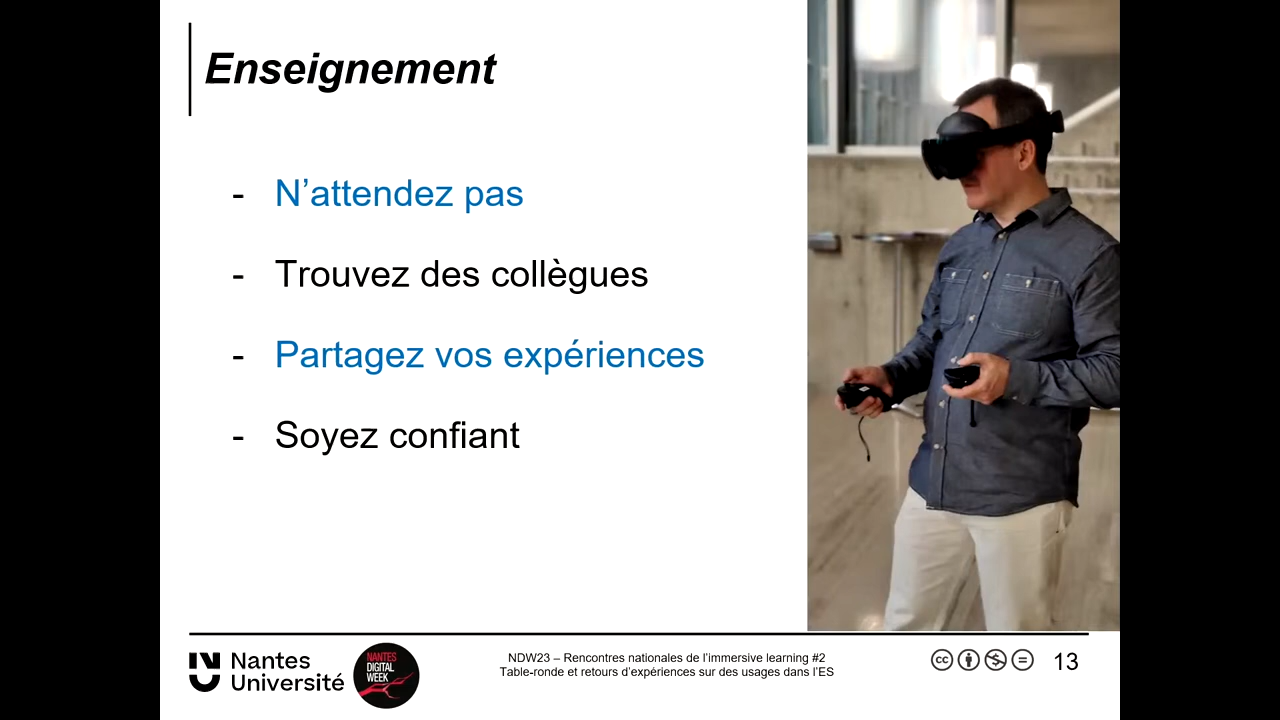 Enseignement
- N’attendez pas
- Trouvez des collègues
- Partagez vos expériences
- Soyez confiant
Nantes
Université
NANTES
DIGITAL
WEEK
NDW23 – Rencontres nationales de l’immersive learning #2
Table-ronde et retours d’expériences sur des usages dans l’ES
cc
13